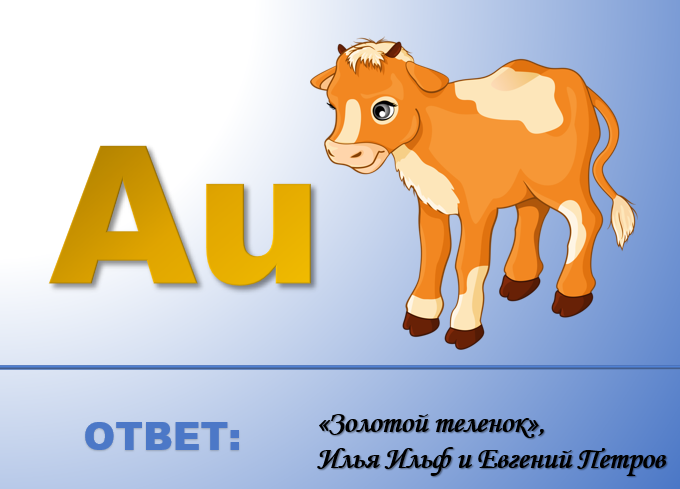 Au
ОТВЕТ:
«Золотой теленок»,
Илья Ильф и Евгений Петров